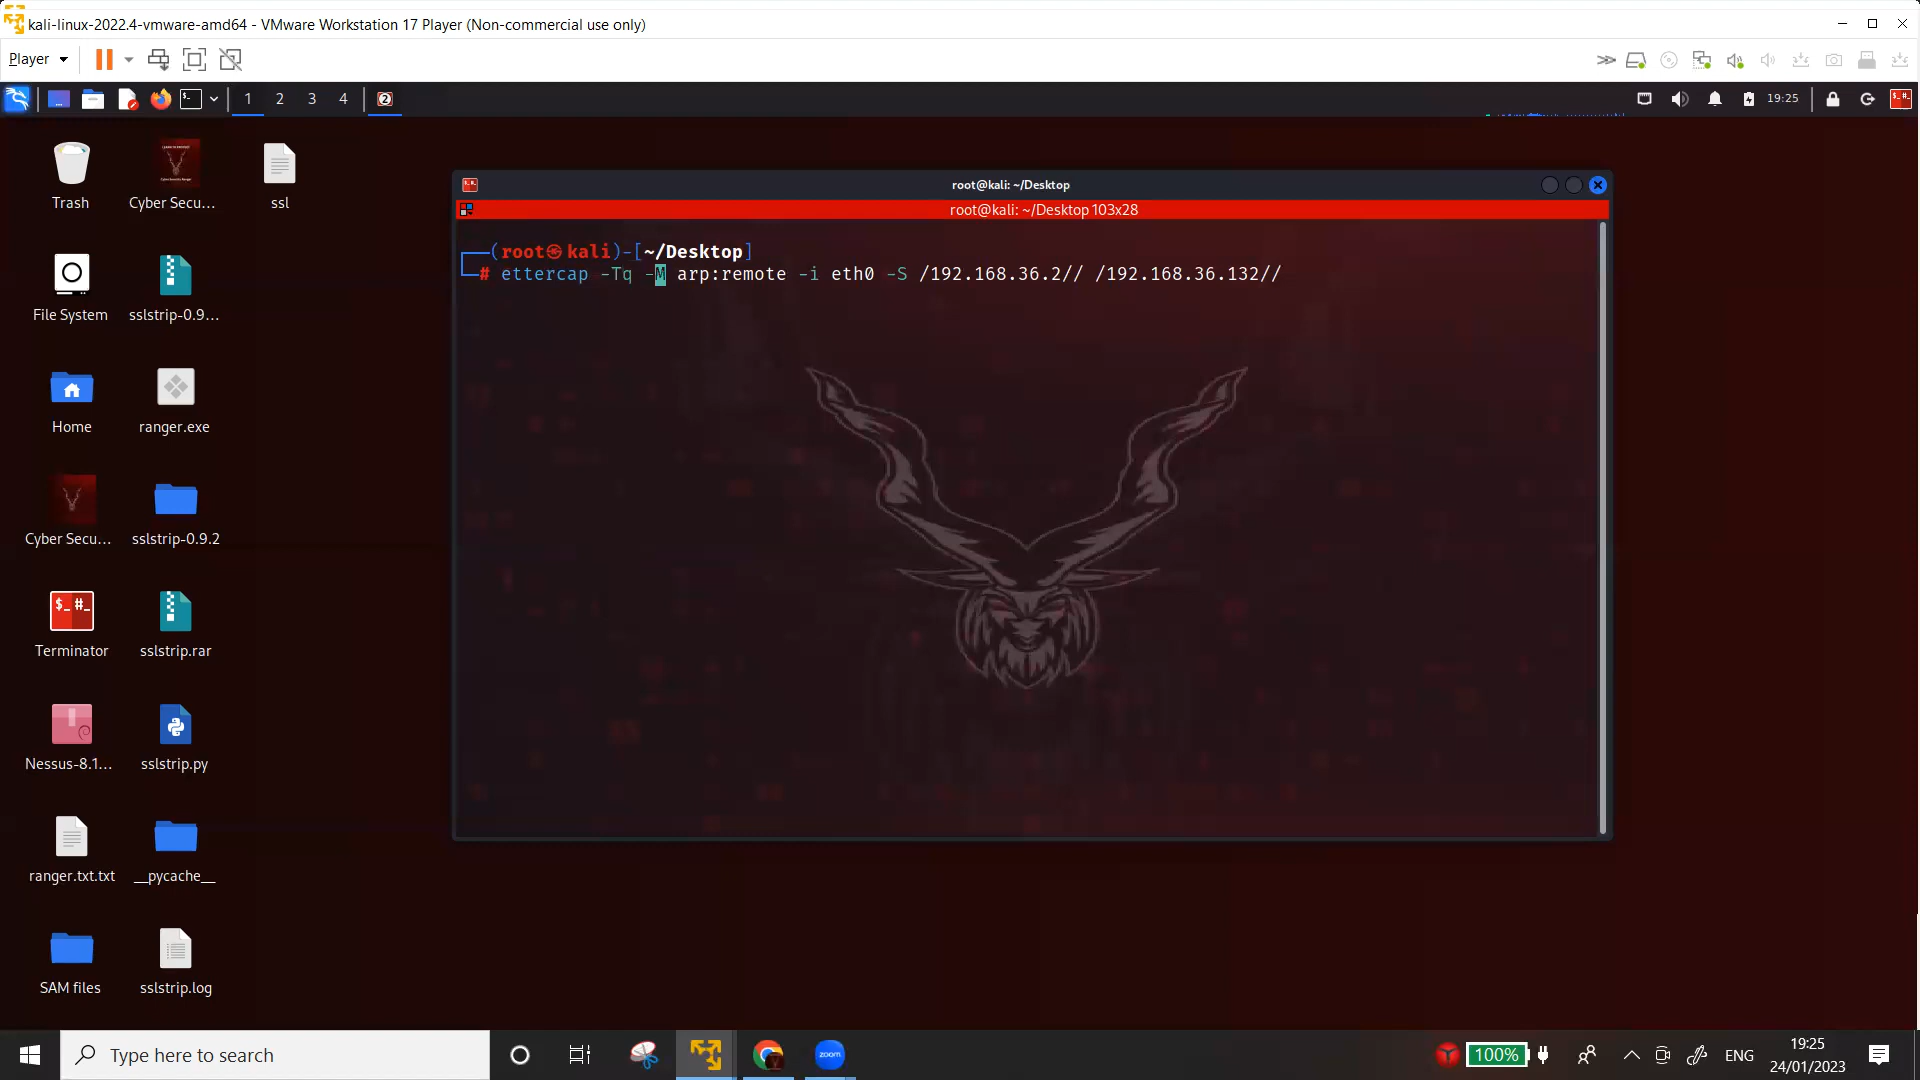 kali-linux-2022.4-vmware-amd64 - VMware Workstation 17 Player (Non-commercial use only)
Player
1 2 3 4
19:25
Trash
Cyber Secu...
ssl
File System
sslstrip-0.9...
Home
ranger.exe
Cyber Secu...
sslstrip-0.9.2
Terminator
sslstrip.rar
Nessus-8.1...
sslstrip.py
ranger.txt.txt
__pycache__
SAM files
sslstrip.log
root@kali: ~/Desktop
root@kali: ~/Desktop 103x28
(root㉿kali)-[~/Desktop]
# ettercap -Tq -M arp:remote -i eth0 -S /192.168.36.2// /192.168.36.132//
Type here to search
zoom
100%
ENG
19:25
24/01/2023